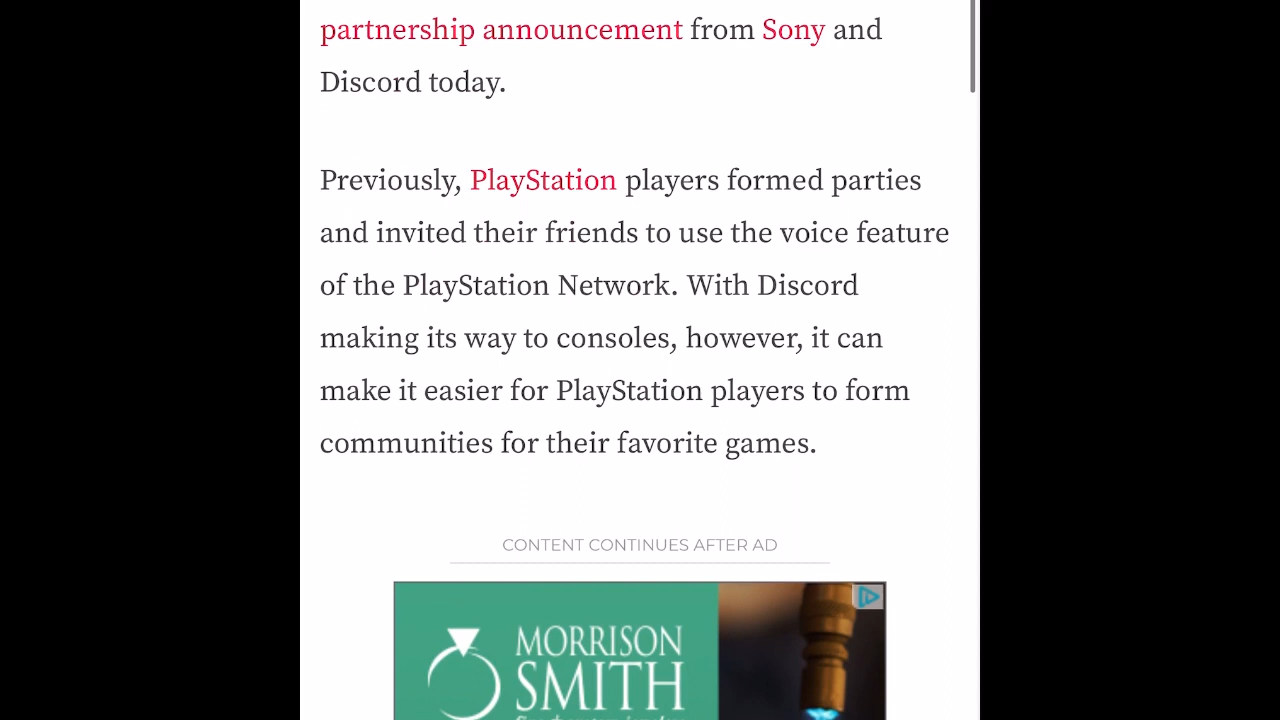 partnership announcement from Sony and
Discord today.
Previously, PlayStation players formed parties
and invited their friends to use the voice feature
of the PlayStation Network. With Discord
making its way to consoles, however, it can
make it easier for PlayStation players to form
communities for their favorite games.
CONTENT CONTINUES AFTER AD
MORRISON
SMITH